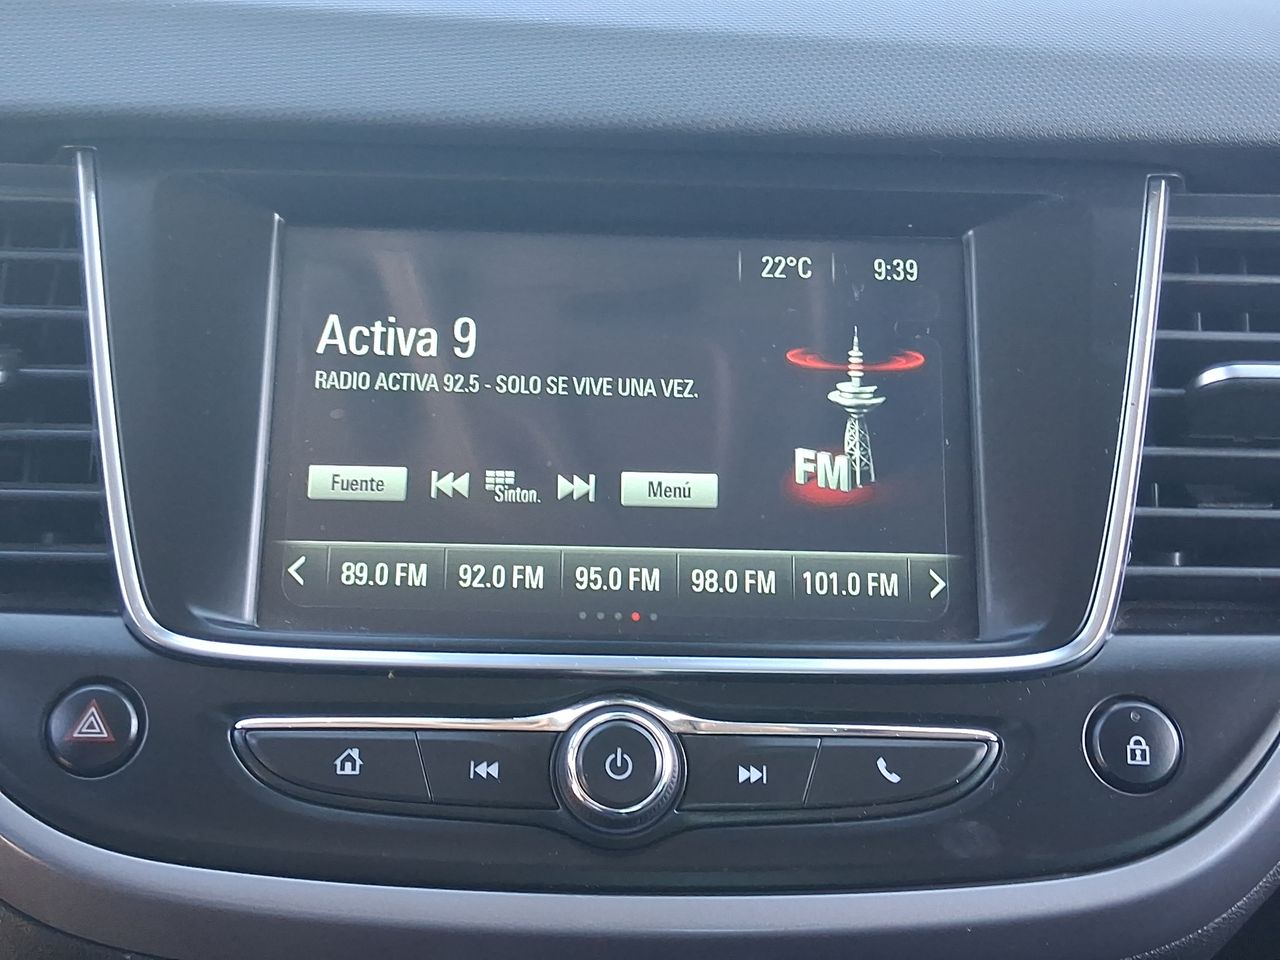 22°C 9:39
Activa 9
RADIO ACTIVA 92.5 - SOLO SE VIVE UNA VEZ.
FM
Fuente Sinton. Menú
89.0 FM 92.0 FM 95.0 FM 98.0 FM 101.0 FM